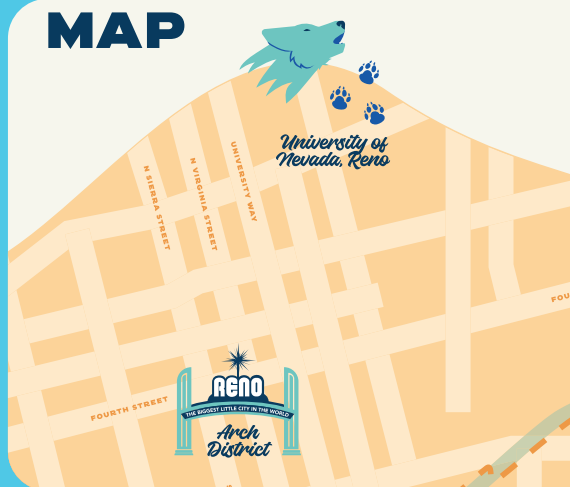 MAP
University of
Nevada, Reno
N SIERRA STREET
N VIRGINIA STREET
UNIVERSITY WAY
FOU
RENO
THE BIGGEST LITTLE CITY IN THE WORLD
FOURTH STREET
Arch
District